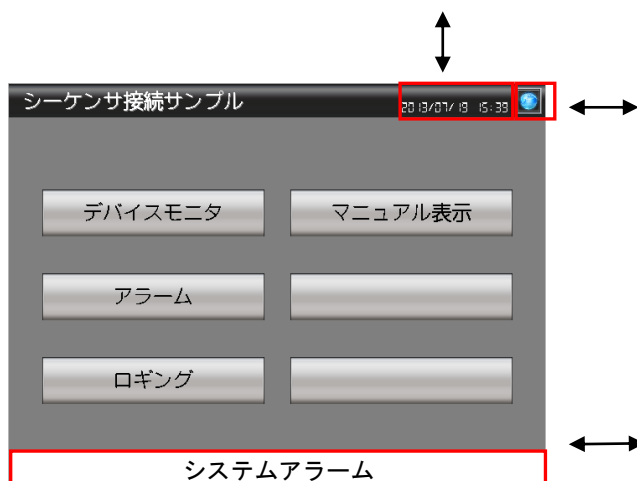 シーケンサ接続サンプル 2013/07/19 15:39
デバイスモニタ マニュアル表示
アラーム
ロギング
システムアラーム